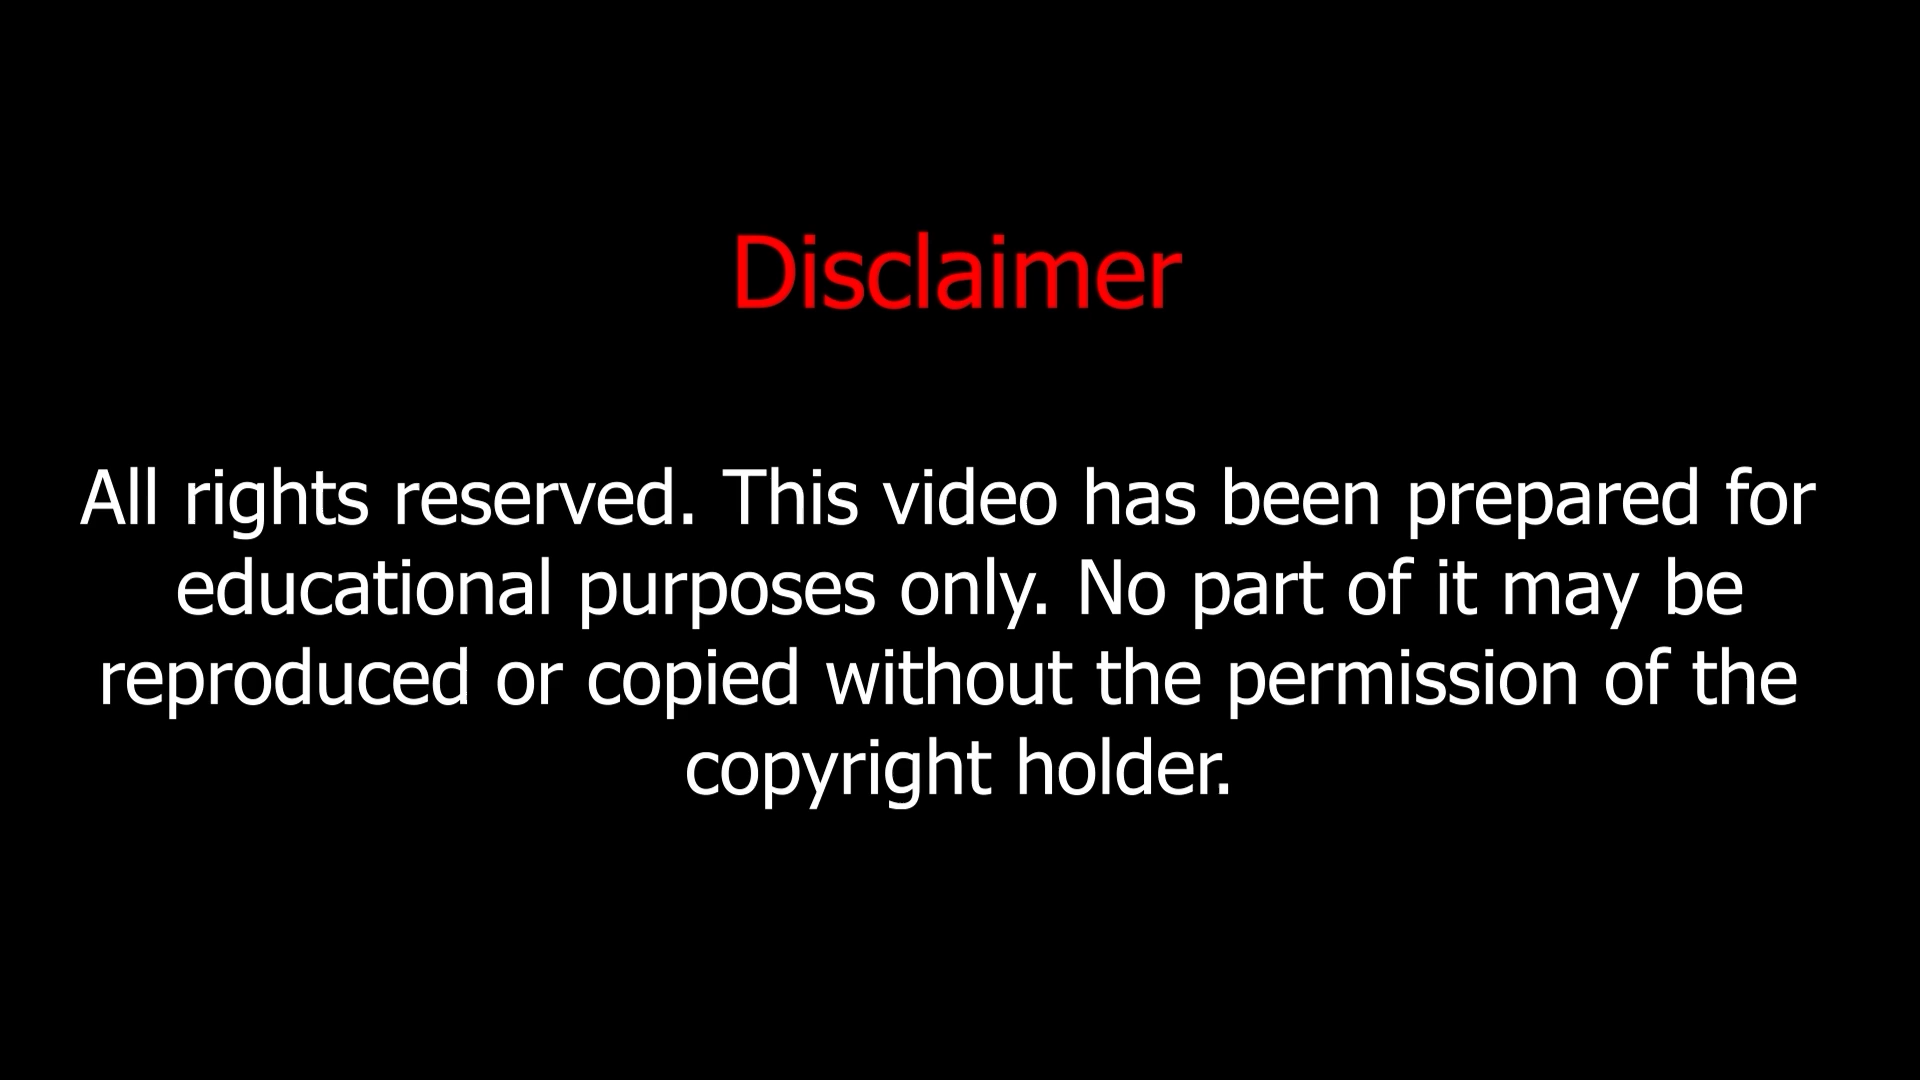 Disclaimer
All rights reserved. This video has been prepared for
educational purposes only. No part of it may be
reproduced or copied without the permission of the
copyright holder.